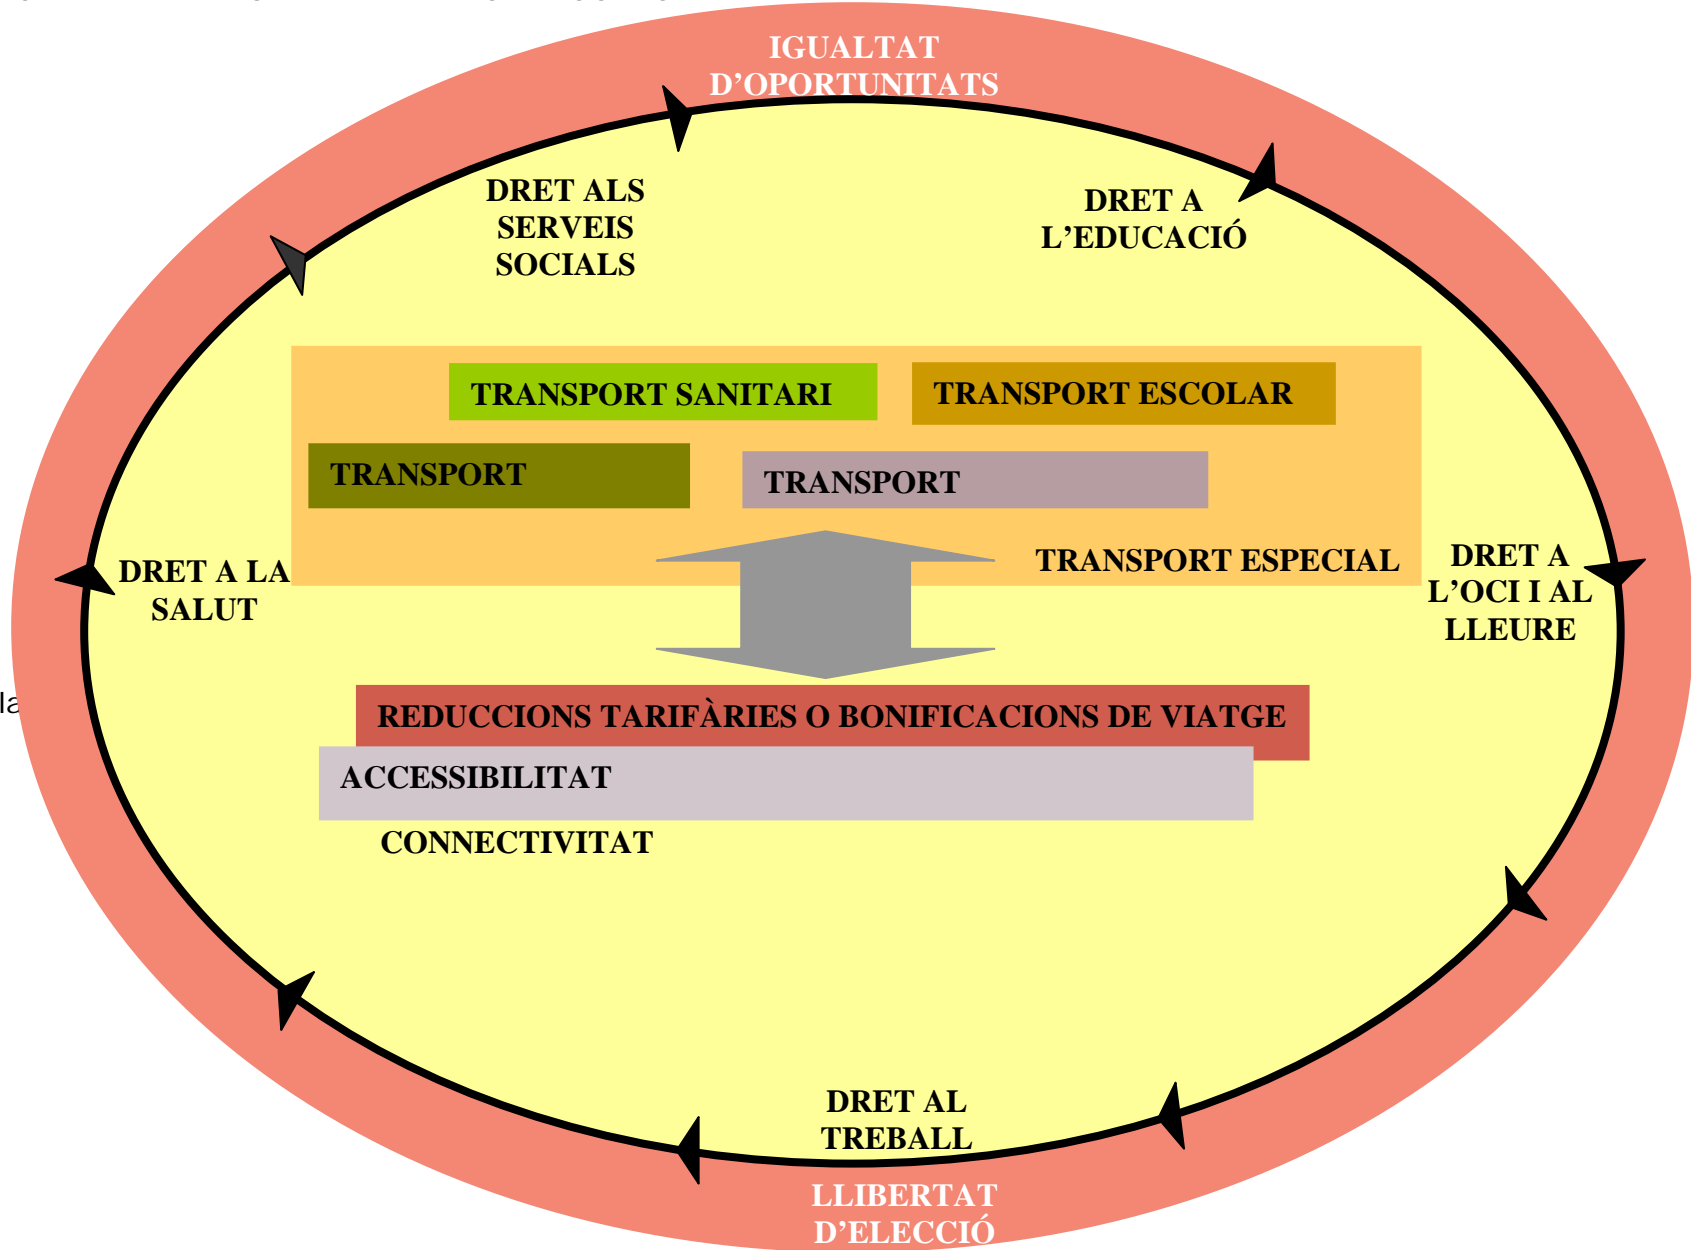 IGUALTAT
D’OPORTUNITATS
DRET ALS
SERVEIS
SOCIALS
DRET A
L’EDUCACIÓ
TRANSPORT SANITARI
TRANSPORT ESCOLAR
TRANSPORT
TRANSPORT
TRANSPORT ESPECIAL
DRET A LA
SALUT
DRET A
L’OCI I AL
LLEURE
la
REDUCCIONS TARIFÀRIES O BONIFICACIONS DE VIATGE
ACCESSIBILITAT
CONNECTIVITAT
DRET AL
TREBALL
LLIBERTAT
D’ELECCIÓ